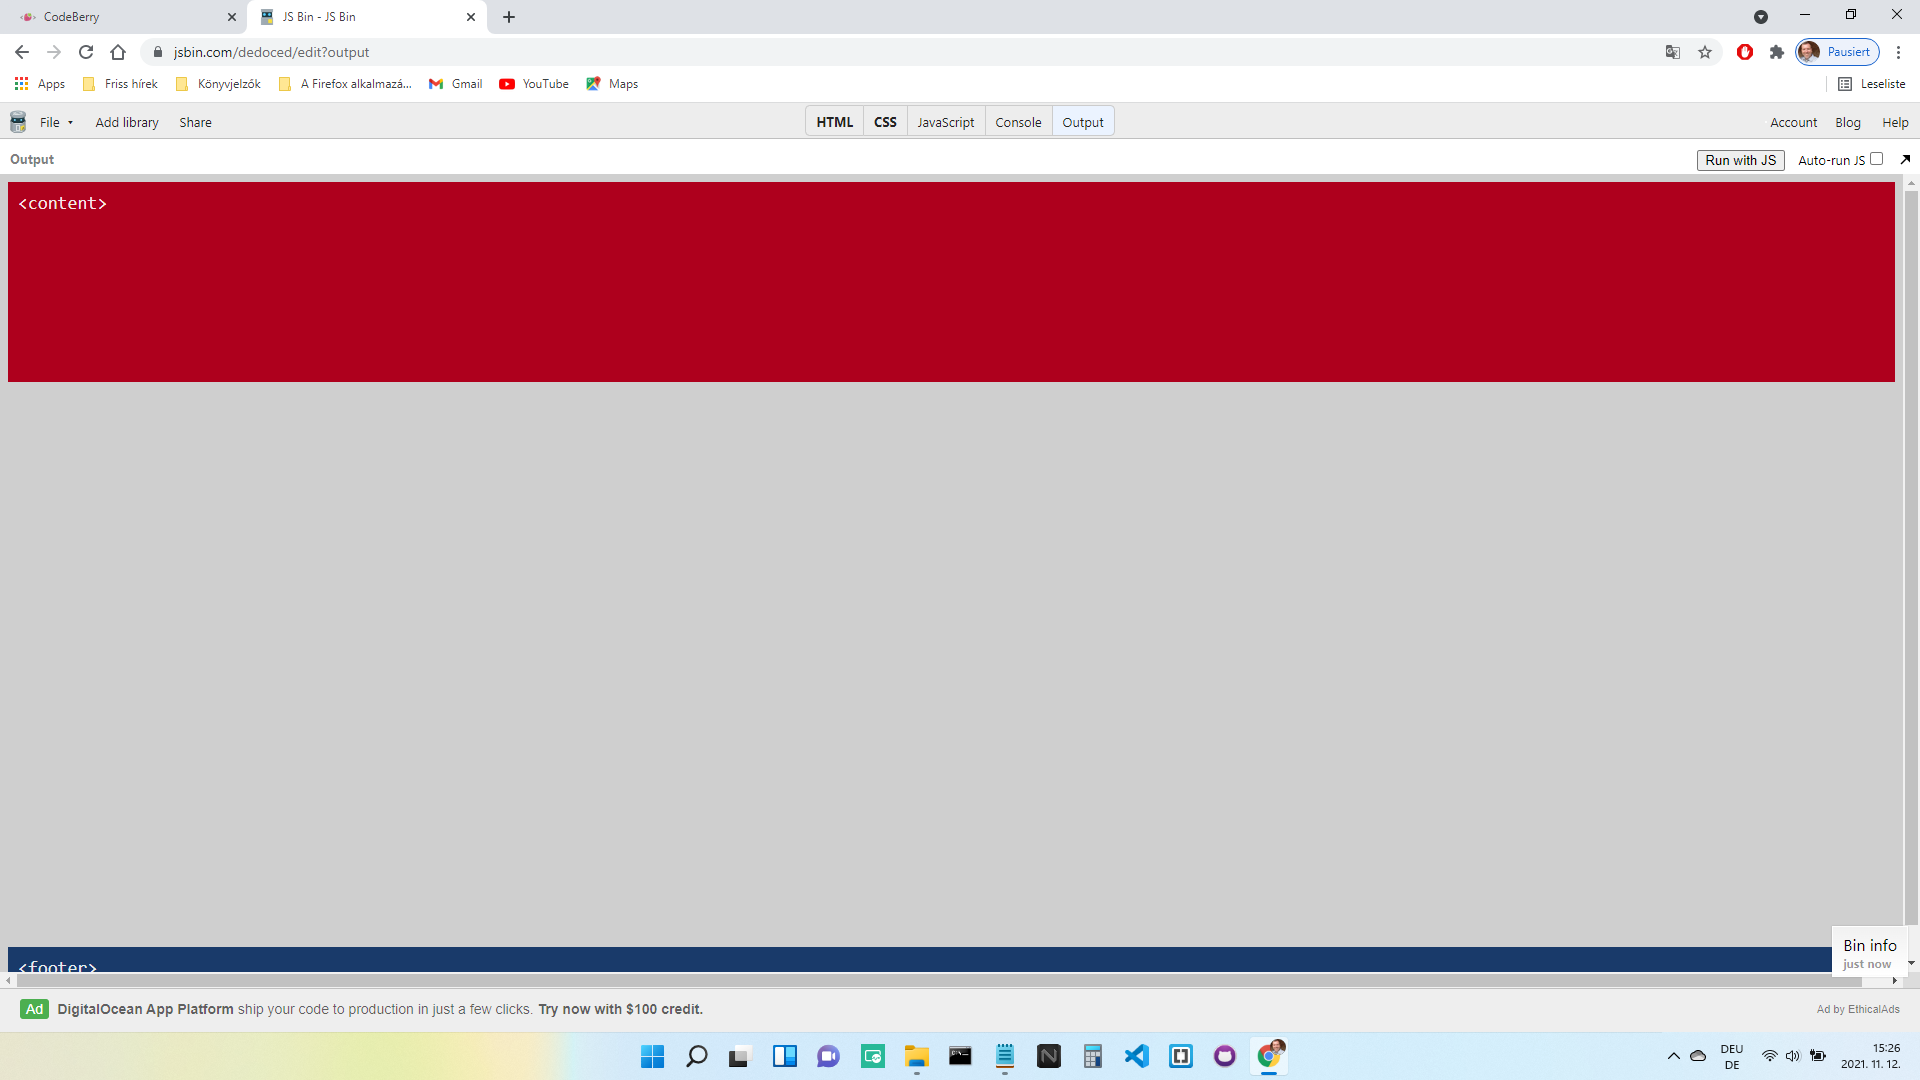 CodeBerry
JS Bin - JS Bin
jsbin.com/dedoced/edit?output
Pausiert
Apps
Friss hírek
Könyvjelzők
A Firefox alkalmazá...
Gmail
YouTube
Maps
Leseliste
File
Add library
Share
HTML
CSS
JavaScript
Console
Output
Account
Blog
Help
Output
Run with JS
Auto-run JS
<content>
<footer>
Bin info
just now
Ad DigitalOcean App Platform ship your code to production in just a few clicks. Try now with $100 credit.
Ad by EthicalAds
DEU
DE
15:26
2021. 11. 12.